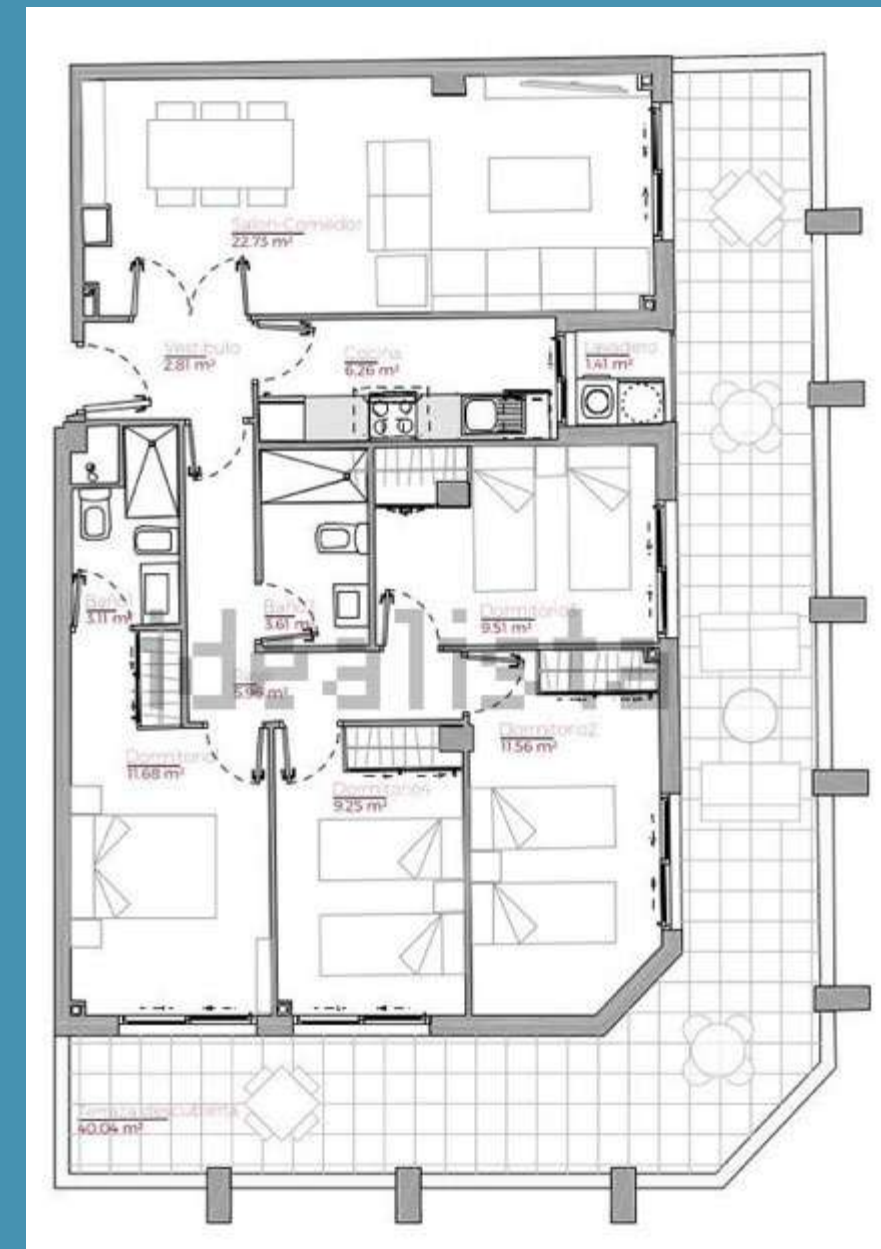 Salon-Comedor
22.73 m²
Vestibulo
2.81 m²
Cocina
6.26 m²
Lavadero
1.41 m²
Baño1
3.11 m²
Baño2
3.61 m
Dormitorio3
9.51 m²
idealista
5.96 m²
Dormitorio
11.68 m²
Dormitorio2
11.56 m²
Dormitorio4
9.25 m²
Terraza descubierta
40.04 m²